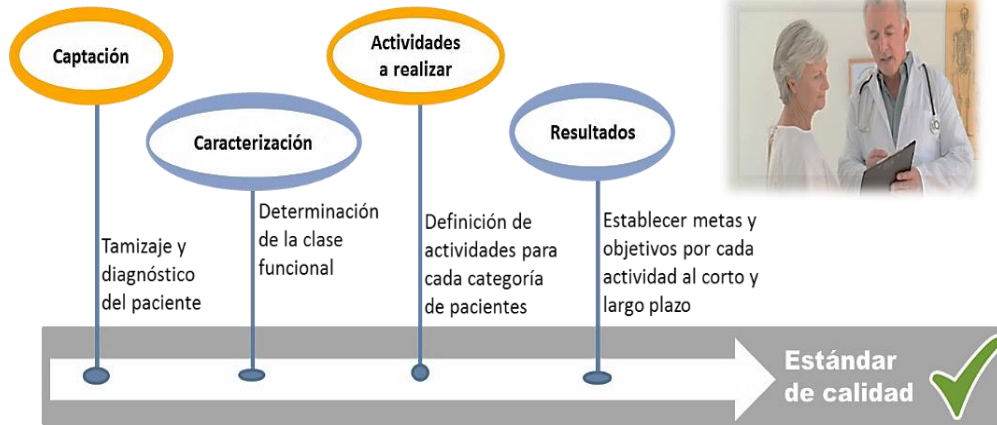 Captación
Tamizaje y
diagnóstico
del paciente
Caracterización
Determinación
de la clase
funcional
Actividades
a realizar
Definición de
actividades para
cada categoría
de pacientes
Resultados
Establecer metas y
objetivos por cada
actividad al corto y
largo plazo
Estándar
de calidad